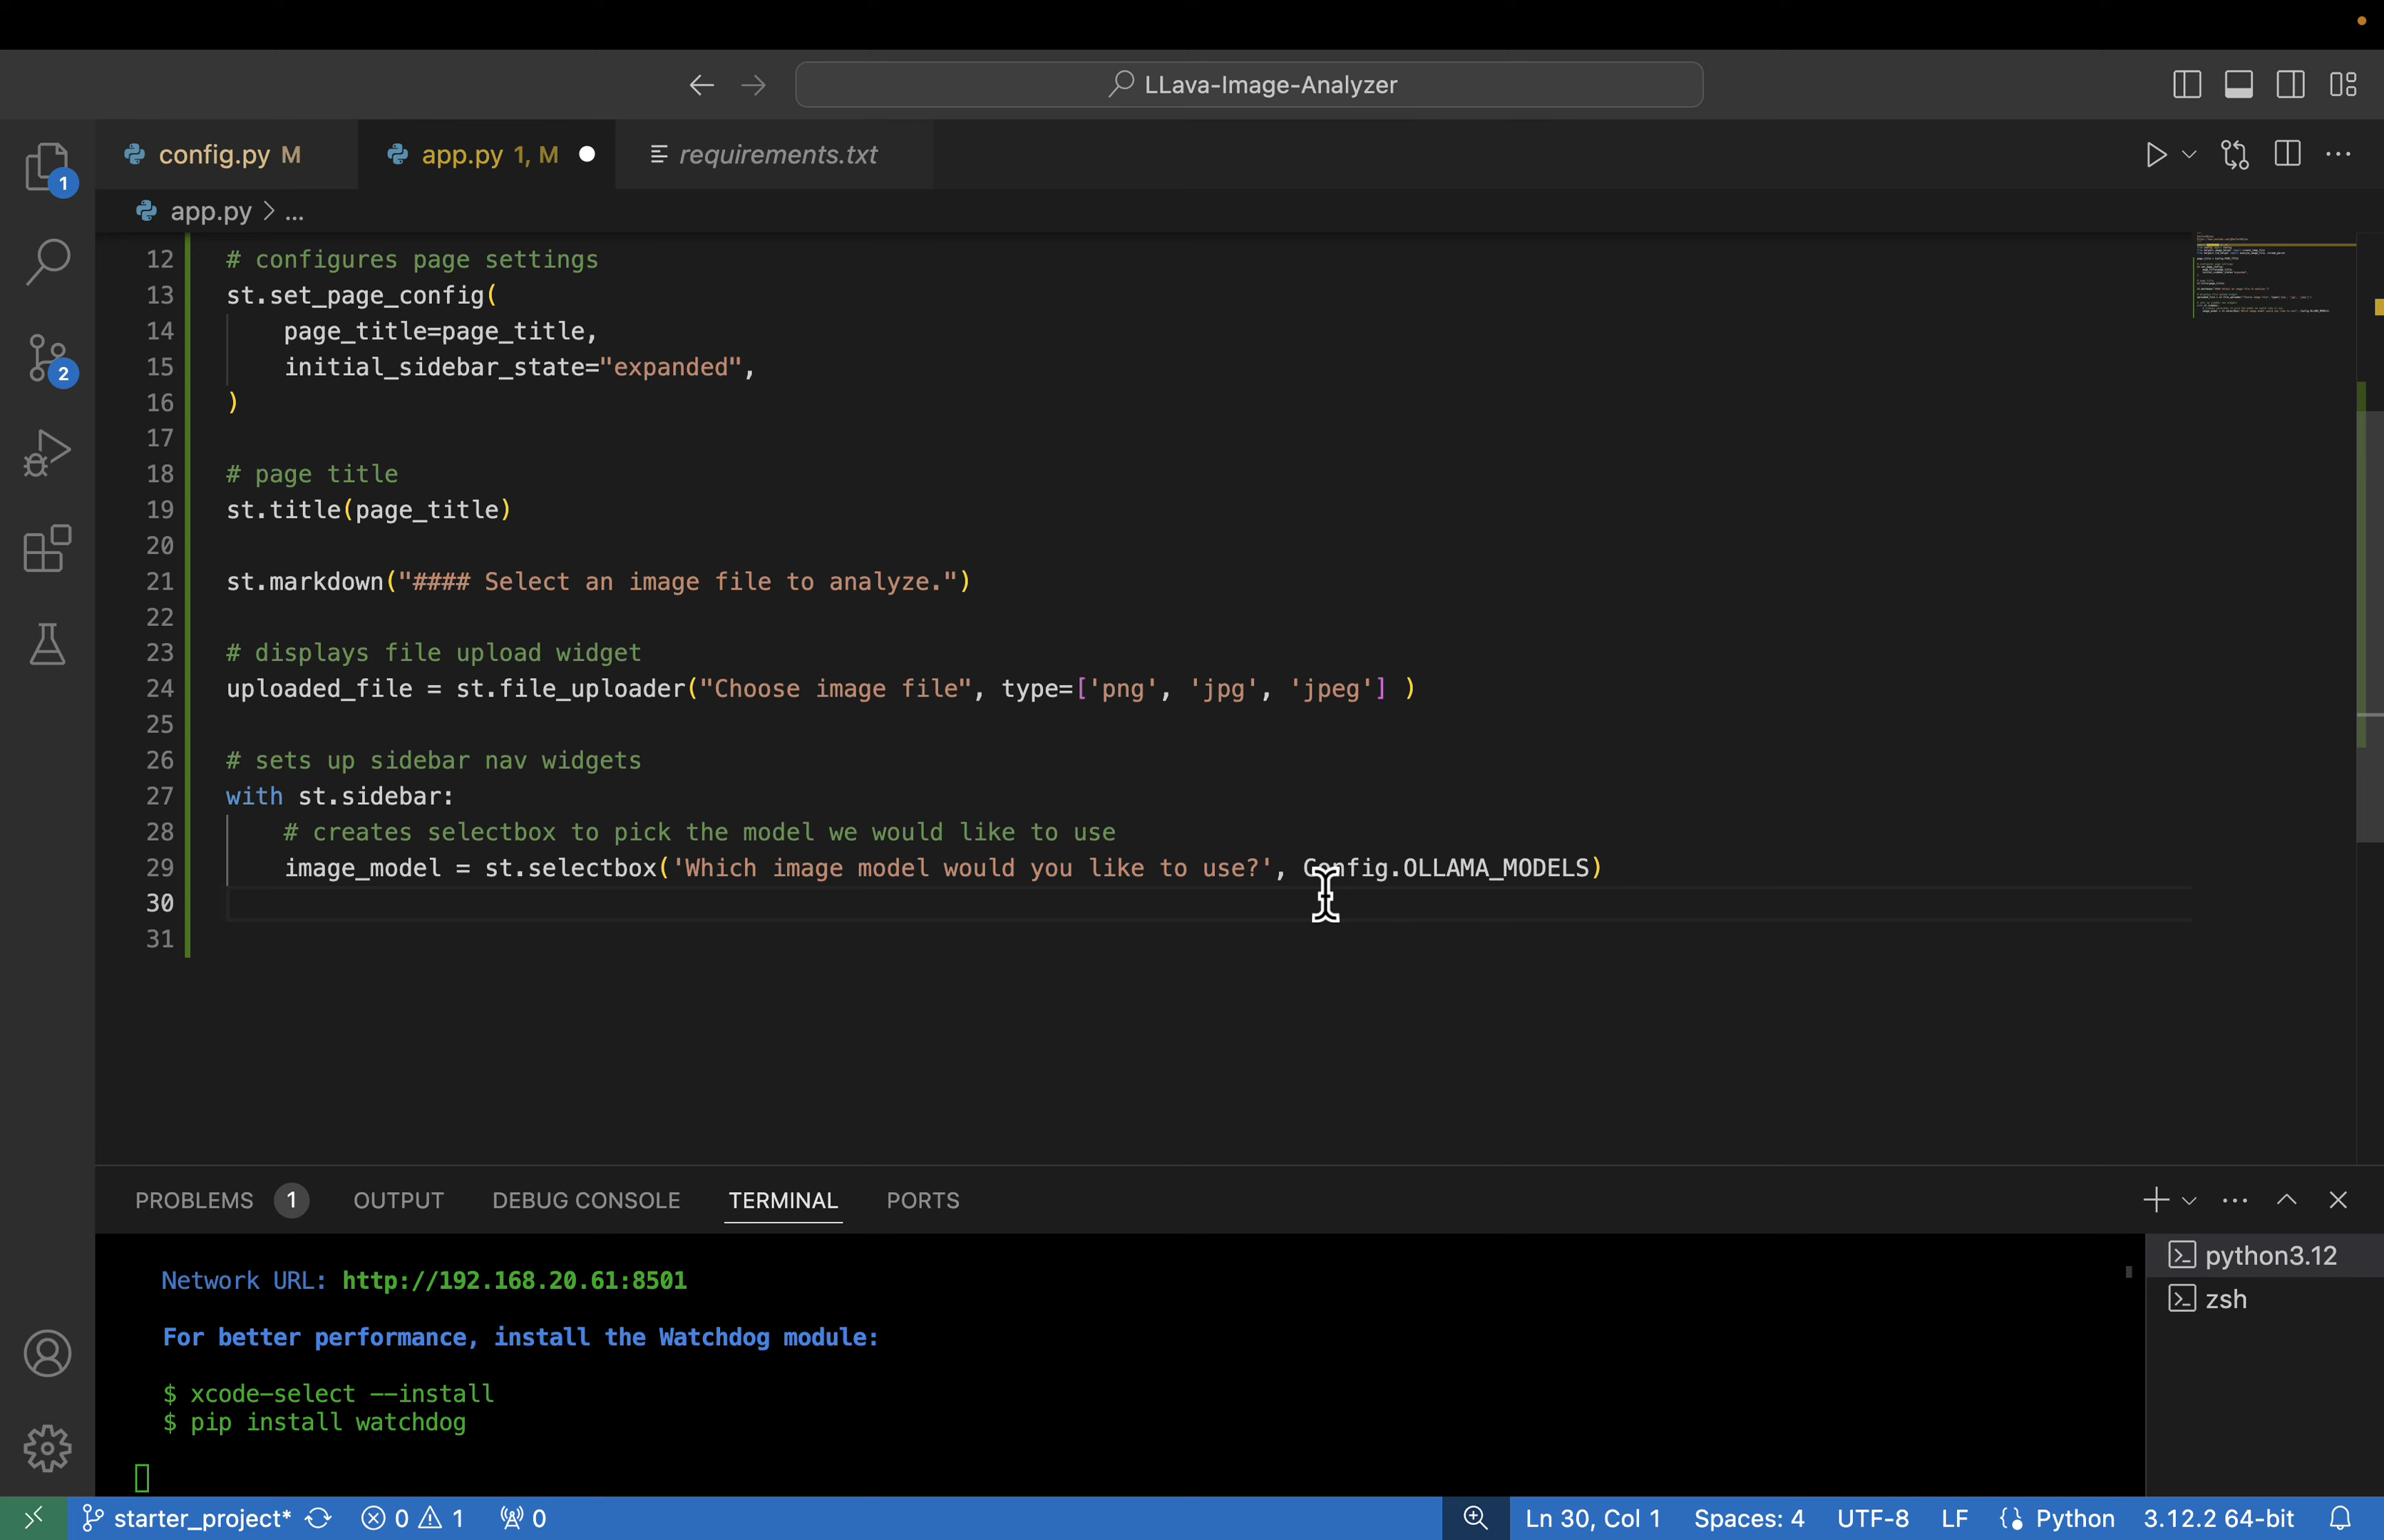 LLava-Image-Analyzer
config.py M
app.py 1, M
requirements.txt
1
app.py > ...
2
12 # configures page settings
13 st.set_page_config(
14 page_title=page_title,
15 initial_sidebar_state="expanded",
16 )
17
18 # page title
19 st.title(page_title)
20
21 st.markdown("#### Select an image file to analyze.")
22
23 # displays file upload widget
24 uploaded_file = st.file_uploader("Choose image file", type=['png', 'jpg', 'jpeg'] )
25
26 # sets up sidebar nav widgets
27 with st.sidebar:
28 # creates selectbox to pick the model we would like to use
29 image_model = st.selectbox('Which image model would you like to use?', Config.OLLAMA_MODELS)
30
31
PROBLEMS 1 OUTPUT DEBUG CONSOLE TERMINAL PORTS
Network URL: http://192.168.20.61:8501
For better performance, install the Watchdog module:
$ xcode-select --install
$ pip install watchdog
python3.12
zsh
starter_project* 0 1 0 Ln 30, Col 1 Spaces: 4 UTF-8 LF Python 3.12.2 64-bit